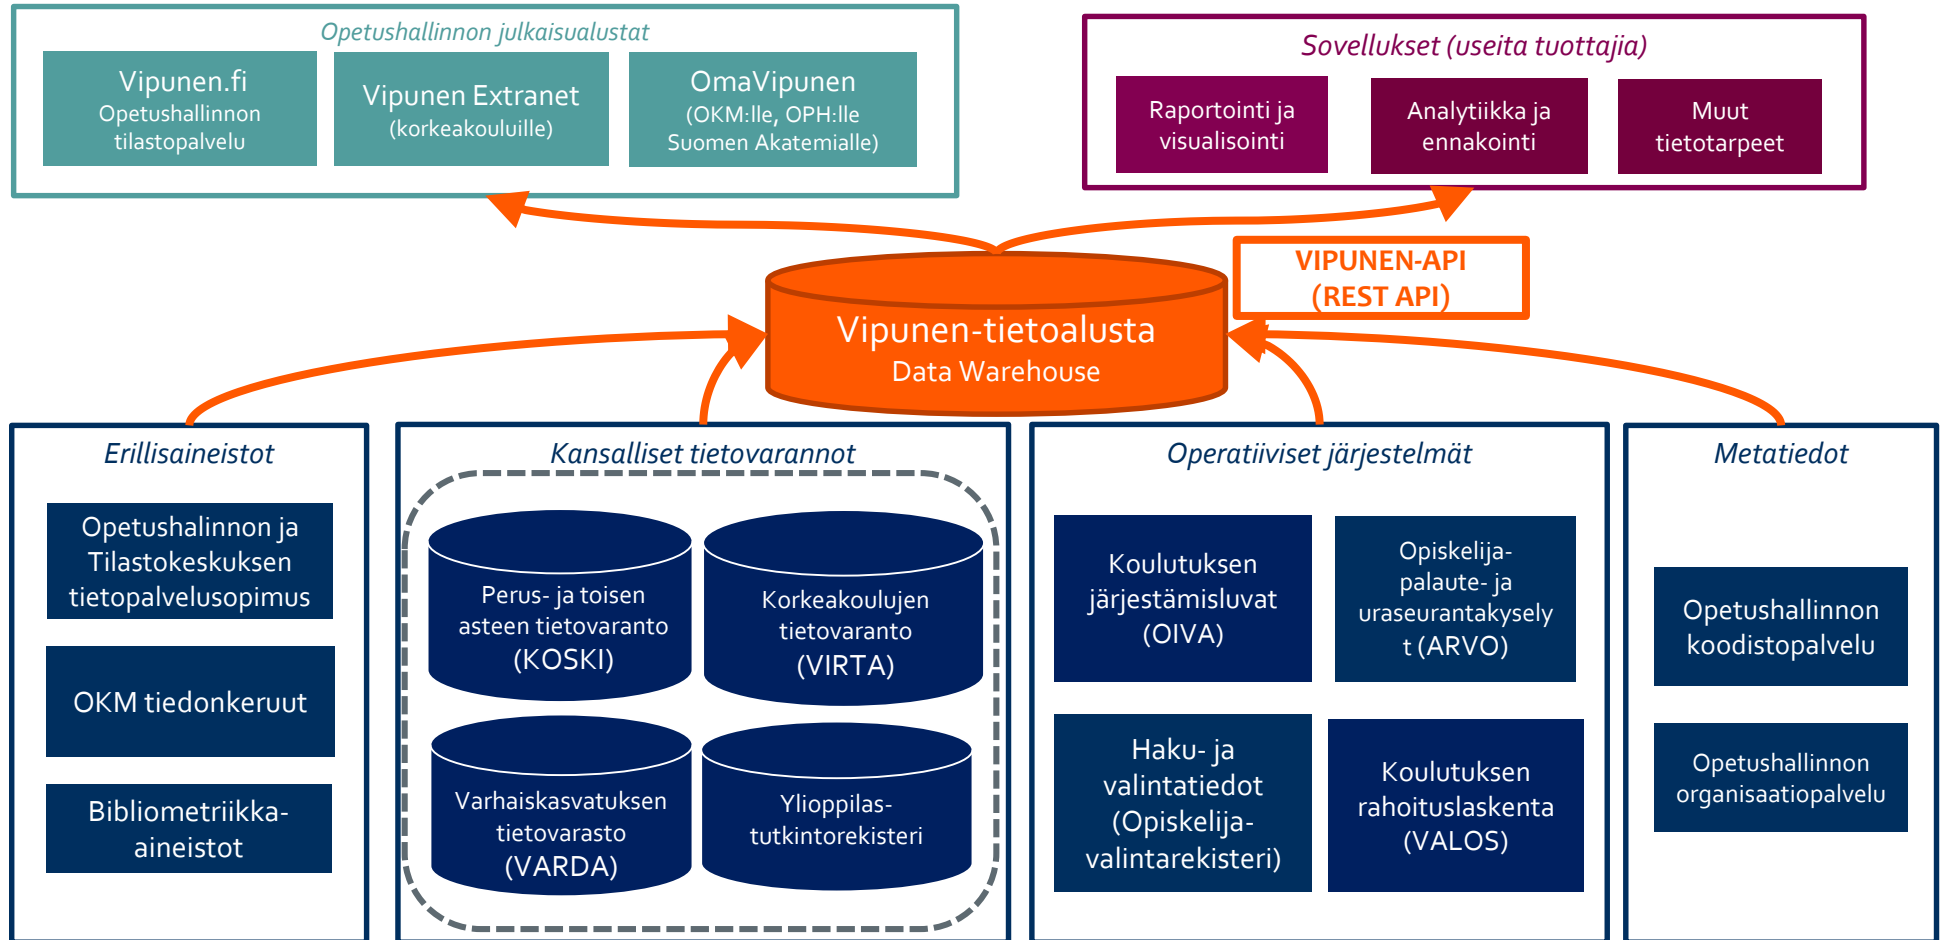 Opetushallinnon julkaisualustat
Vipunen.fi
Opetushallinnon
tilastopalvelu
Vipunen Extranet
(korkeakouluille)
OmaVipunen
(OKM:lle, OPH:lle
Suomen Akatemialle)
Sovellukset (useita tuottajia)
Raportointi ja
visualisointi
Analytiikka ja
ennakointi
Muut
tietotarpeet
VIPUNEN-API
(REST API)
Vipunen-tietoalusta
Data Warehouse
Erillisaineistot
Opetushalinnon ja
Tilastokeskuksen
tietopalvelusopimus
OKM tiedonkeruut
Bibliometriikka-
aineistot
Kansalliset tietovarannot
Perus- ja toisen
asteen tietovaranto
(KOSKI)
Korkeakoulujen
tietovaranto
(VIRTA)
Varhaiskasvatuksen
tietovarasto
(VARDA)
Ylioppilas-
tutkintorekisteri
Operatiiviset järjestelmät
Koulutuksen
järjestämisluvat
(OIVA)
Opiskelija-
palaute- ja
uraseurantakysely
t (ARVO)
Haku- ja
valintatiedot
(Opiskelija-
valintarekisteri)
Koulutuksen
rahoituslaskenta
(VALOS)
Metatiedot
Opetushallinnon
koodistopalvelu
Opetushallinnon
organisaatiopalvelu